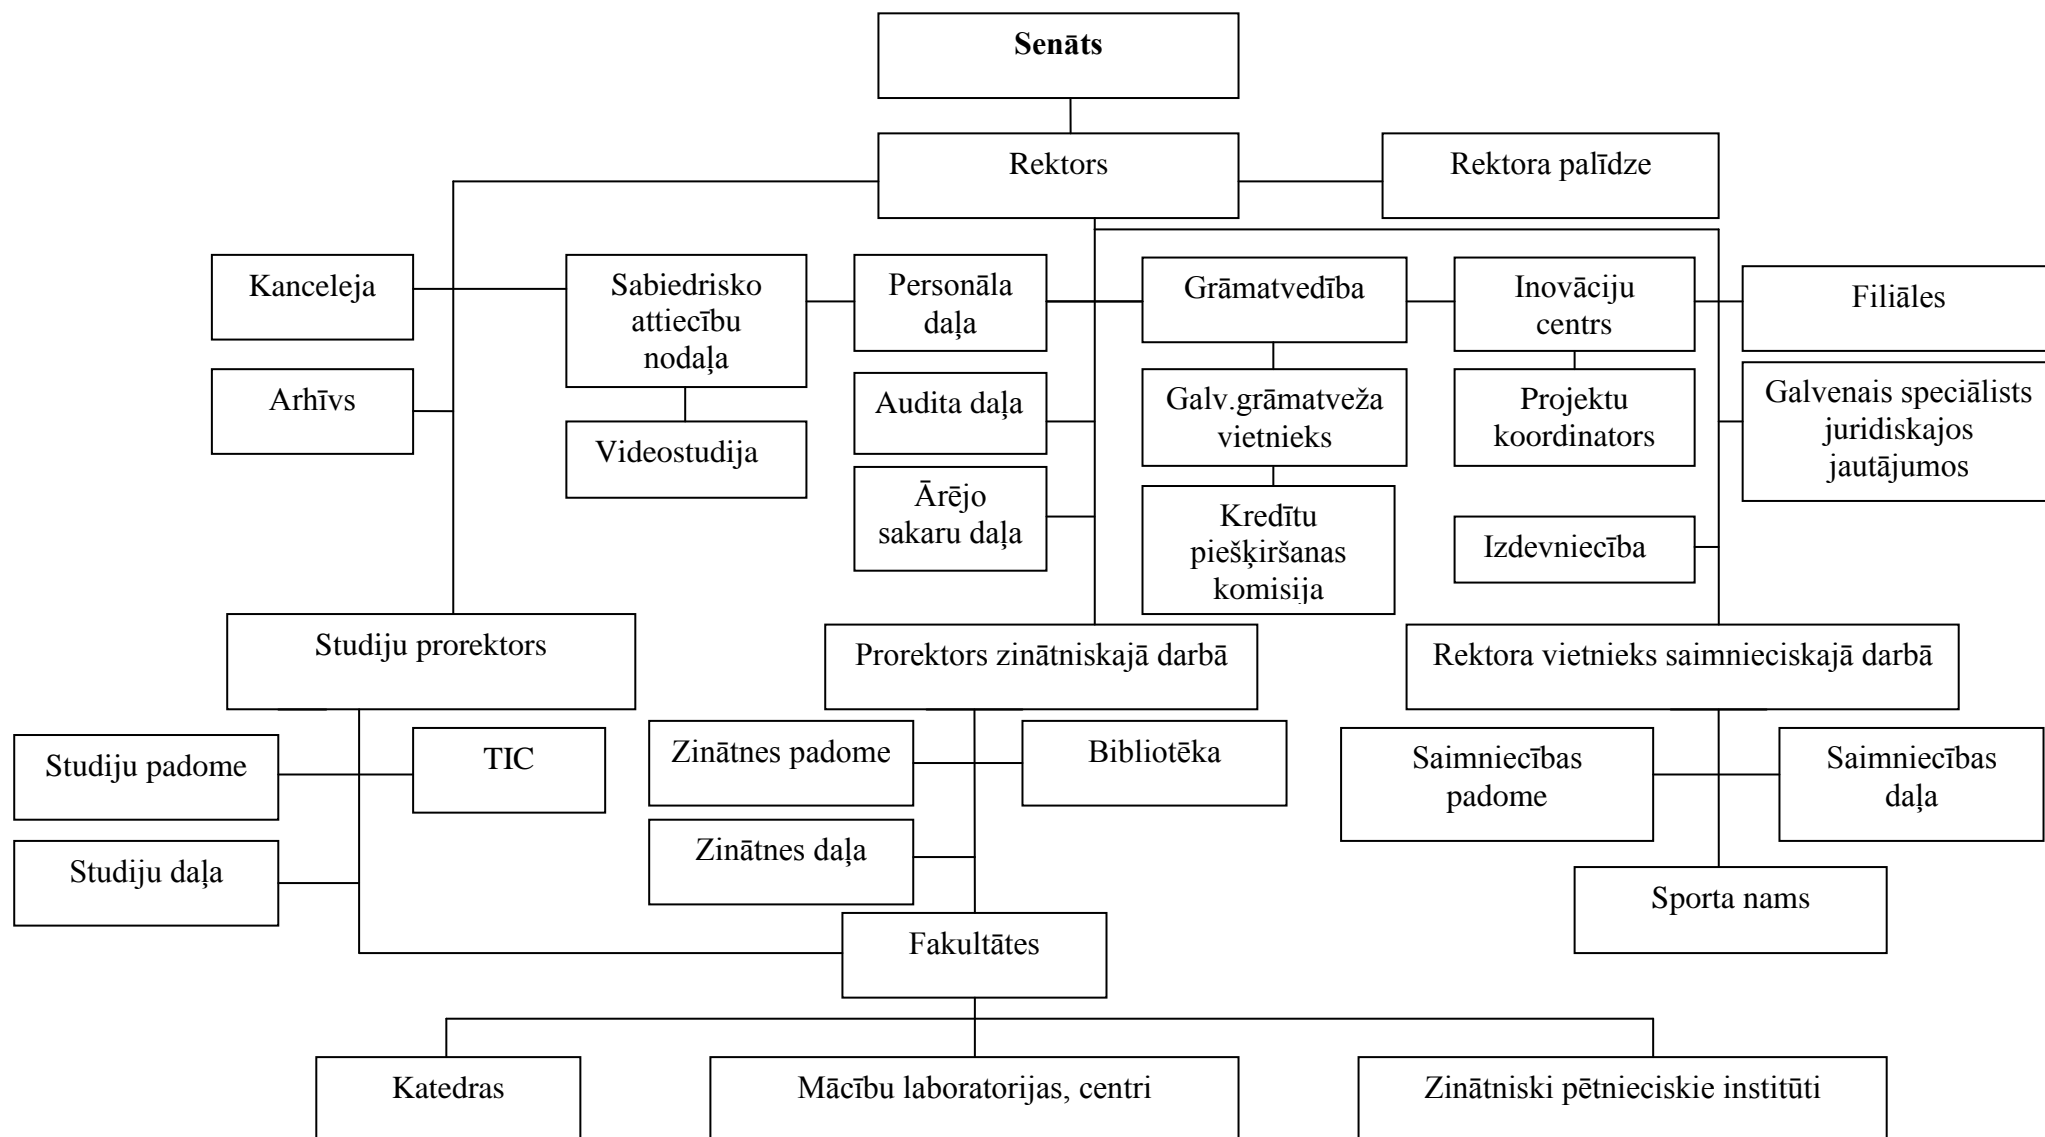 Senāts
Rektors
Rektora palīdze
Kanceleja
Sabiedrisko
attiecību
nodaļa
Personāla
daļa
Grāmatvedība
Inovāciju
centrs
Filiāles
Arhīvs
Videostudija
Audita daļa
Galv.grāmatveža
vietnieks
Projektu
koordinators
Galvenais speciālists
juridiskajos
jautājumos
Ārējo
sakaru daļa
Kredītu
piešķiršanas
komisija
Izdevniecība
Studiju prorektors
Prorektors zinātniskajā darbā
Rektora vietnieks saimnieciskajā darbā
Studiju padome
TIC
Zinātnes padome
Bibliotēka
Saimniecības
padome
Saimniecības
daļa
Studiju daļa
Zinātnes daļa
Sporta nams
Fakultātes
Katedras
Mācību laboratorijas, centri
Zinātniski pētnieciskie institūti